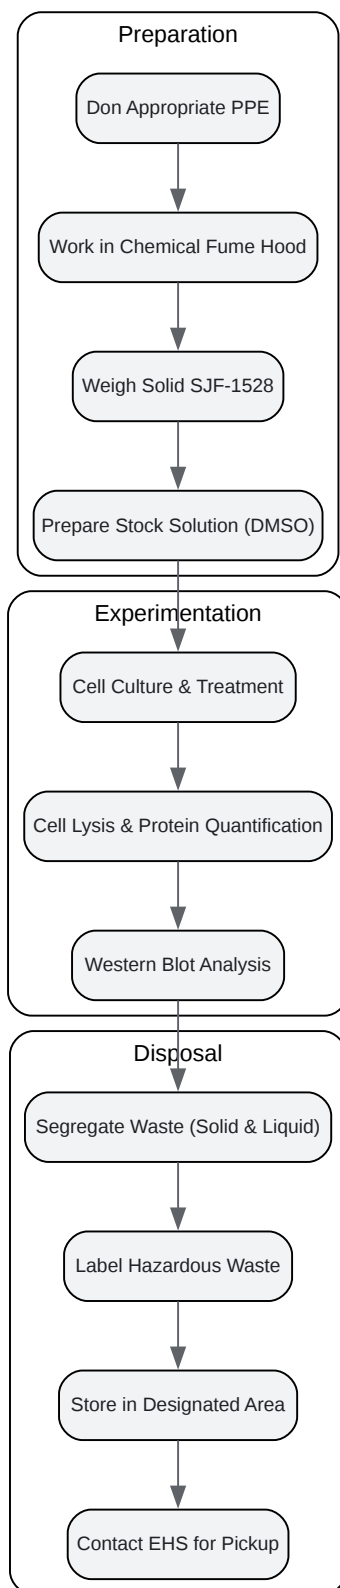 Preparation
Don Appropriate PPE
Work in Chemical Fume Hood
Weigh Solid SJF-1528
Prepare Stock Solution (DMSO)
Experimentation
Cell Culture & Treatment
Cell Lysis & Protein Quantification
Western Blot Analysis
Disposal
Segregate Waste (Solid & Liquid)
Label Hazardous Waste
Store in Designated Area
Contact EHS for Pickup